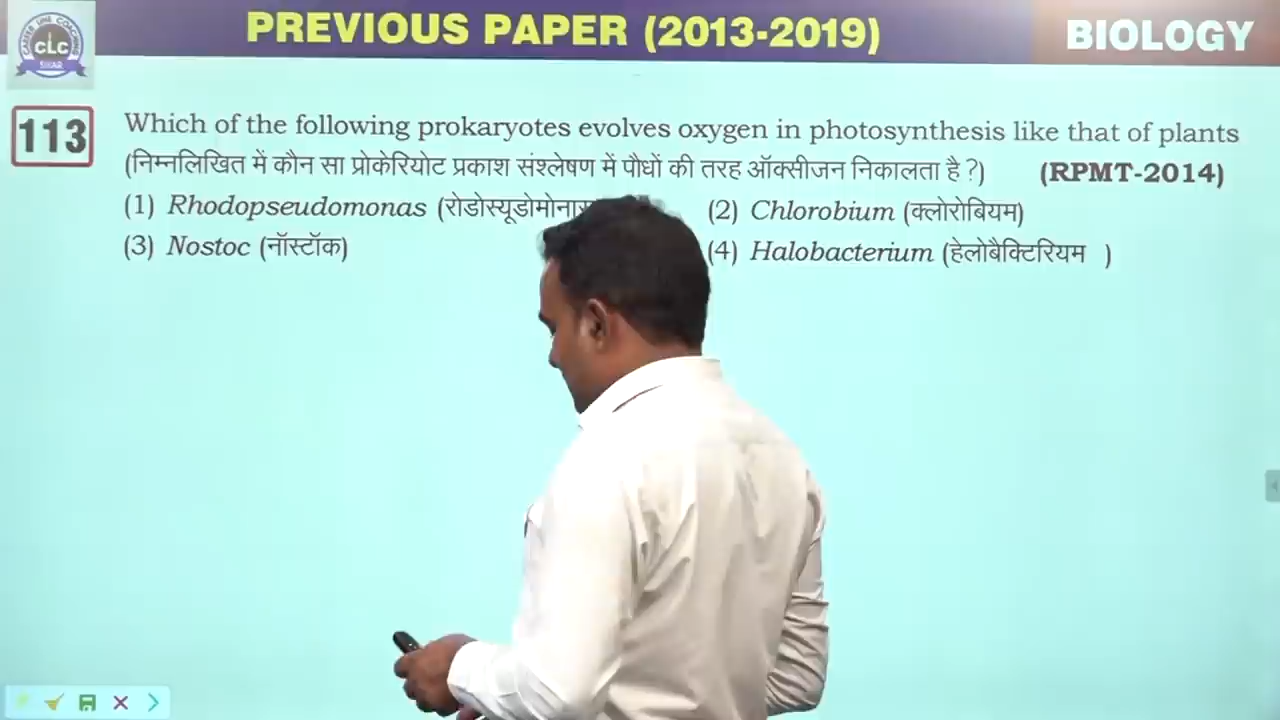 PREVIOUS PAPER (2013-2019)
BIOLOGY
CLC
SIKAR
113
Which of the following prokaryotes evolves oxygen in photosynthesis like that of plants
(निम्नलिखित में कौन सा प्रोकेरियोट प्रकाश संश्लेषण में पौधों की तरह ऑक्सीजन निकालता है ?) (RPMT-2014)
(1) Rhodopseudomonas
(2) Chlorobium (क्लोरोबियम)
(3) Nostoc (नॉस्टॉक)
(4) Halobacterium (हेलोबैक्टिरियम )